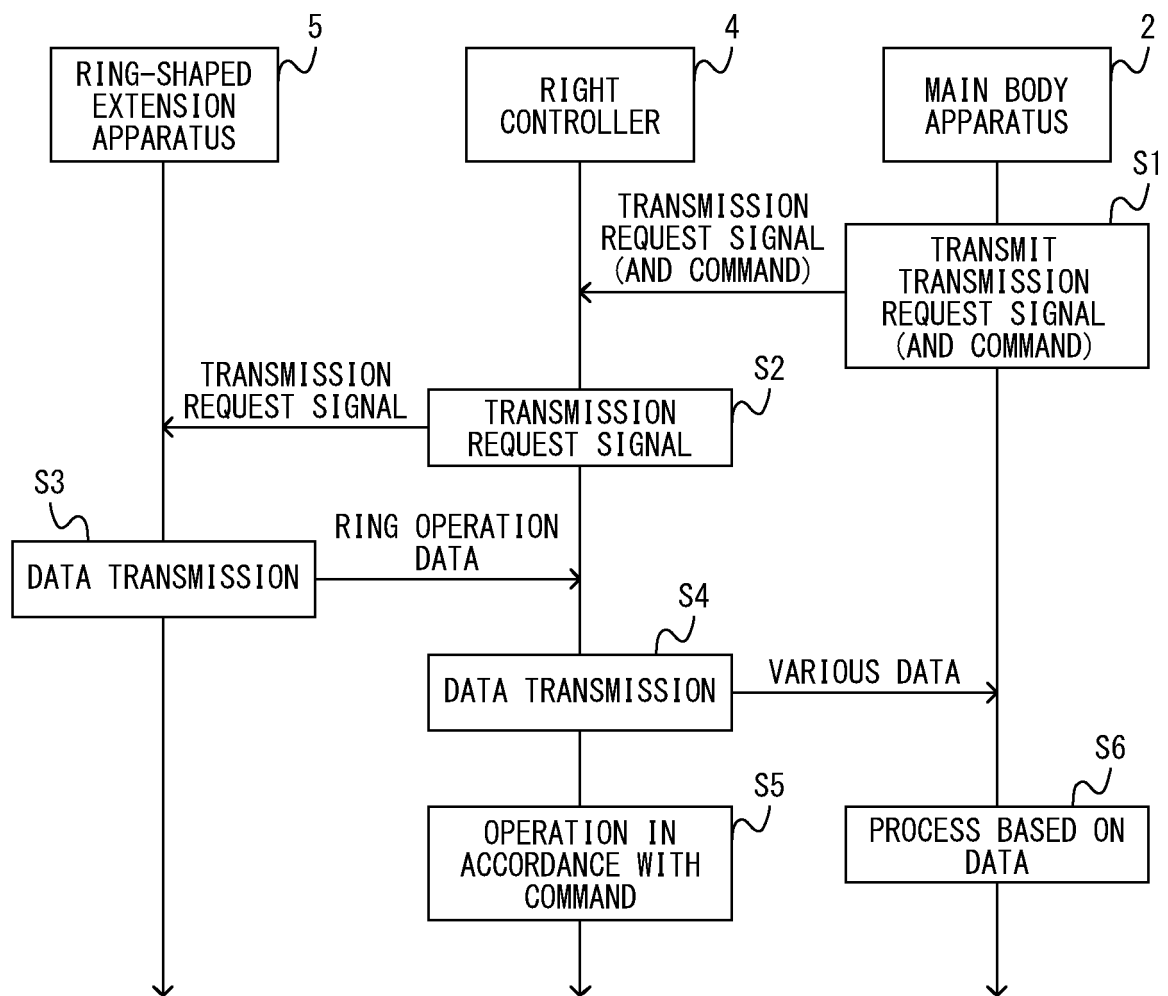 5
4
2
RING-SHAPED
EXTENSION
APPARATUS
RIGHT
CONTROLLER
MAIN BODY
APPARATUS
S1
TRANSMISSION
REQUEST SIGNAL
(AND COMMAND)
TRANSMIT
TRANSMISSION
REQUEST SIGNAL
(AND COMMAND)
S2
TRANSMISSION
REQUEST SIGNAL
TRANSMISSION
REQUEST SIGNAL
S3
RING OPERATION
DATA
DATA TRANSMISSION
S4
DATA TRANSMISSION
VARIOUS DATA
S5
S6
OPERATION IN
ACCORDANCE WITH
COMMAND
PROCESS BASED ON
DATA